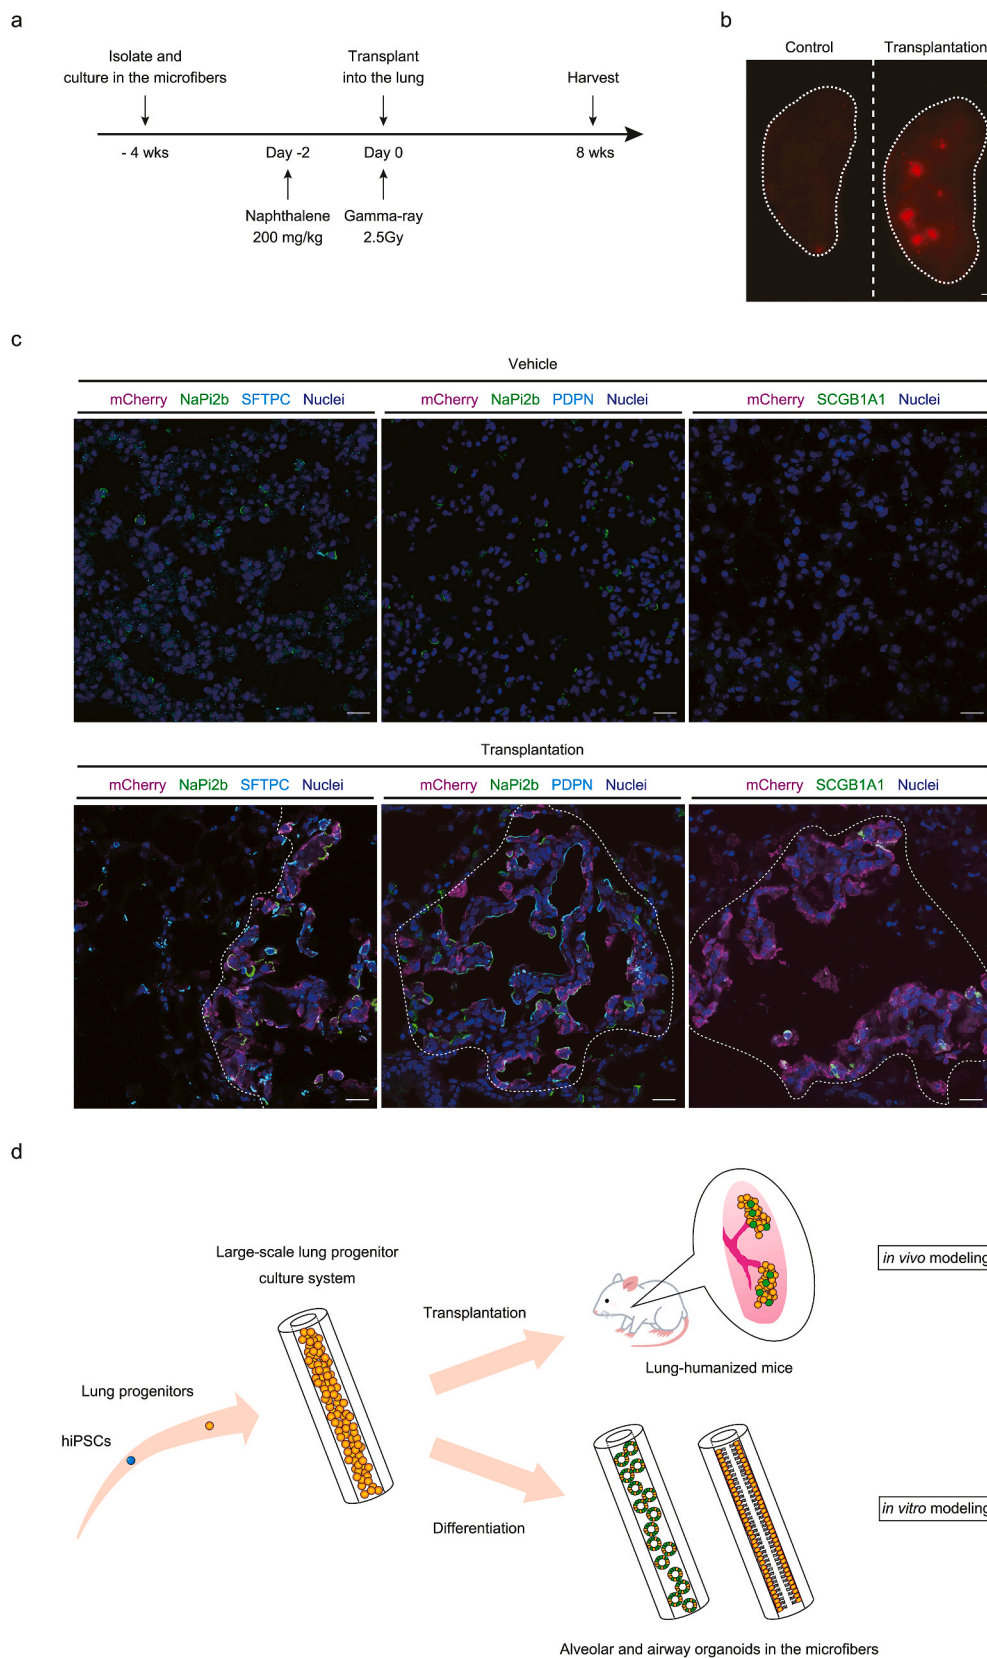 a
Isolate and
culture in the microfibers
Transplant
into the lung
Harvest
- 4 wks
Day -2
Day 0
8 wks
Naphthalene
200 mg/kg
Gamma-ray
2.5Gy
b
Control
Transplantation
c
Vehicle
mCherry NaPi2b SFTPC Nuclei
mCherry NaPi2b PDPN Nuclei
mCherry SCGB1A1 Nuclei
Transplantation
mCherry NaPi2b SFTPC Nuclei
mCherry NaPi2b PDPN Nuclei
mCherry SCGB1A1 Nuclei
d
Large-scale lung progenitor
culture system
Lung progenitors
hiPSCs
Transplantation
Lung-humanized mice
in vivo modeling
Differentiation
in vitro modeling
Alveolar and airway organoids in the microfibers